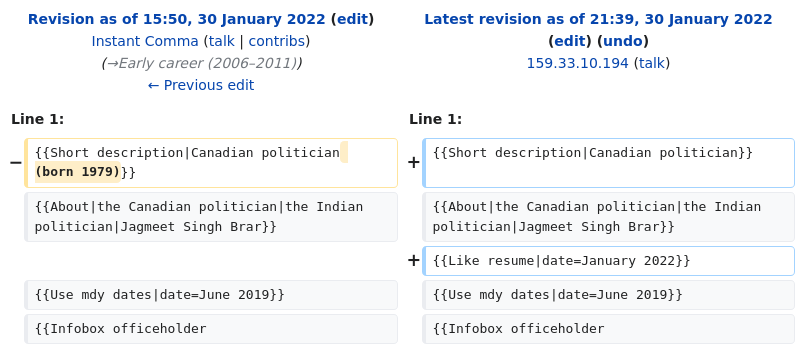 Revision as of 15:50, 30 January 2022 (edit)
Instant Comma (talk | contribs)
(→Early career (2006–2011))
← Previous edit
Latest revision as of 21:39, 30 January 2022
(edit) (undo)
159.33.10.194 (talk)
Line 1:
Line 1:
− {{Short description|Canadian politician
(born 1979)}}
+ {{Short description|Canadian politician}}
{{About|the Canadian politician|the Indian
politician|Jagmeet Singh Brar}}
{{About|the Canadian politician|the Indian
politician|Jagmeet Singh Brar}}
+ {{Like resume|date=January 2022}}
{{Use mdy dates|date=June 2019}}
{{Use mdy dates|date=June 2019}}
{{Infobox officeholder
{{Infobox officeholder